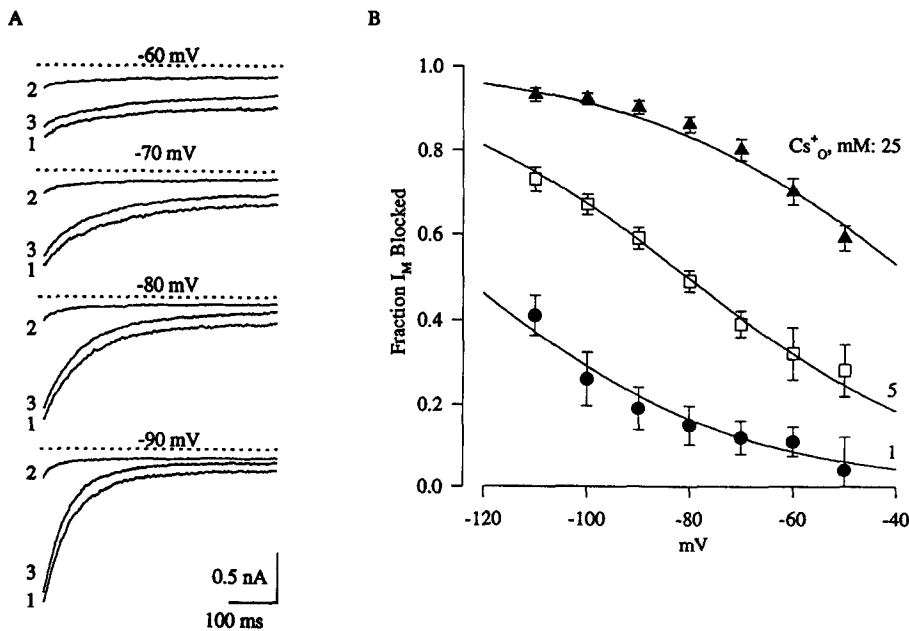 A
-60 mV
2
3
1
-70 mV
2
3
1
-80 mV
2
3
1
-90 mV
2
3
1
0.5 nA
100 ms
B
Fraction I_M Blocked
1.0
0.8
0.6
0.4
0.2
0.0
Cs⁺_O, mM: 25
5
1
-120 -100 -80 -60 -40
mV